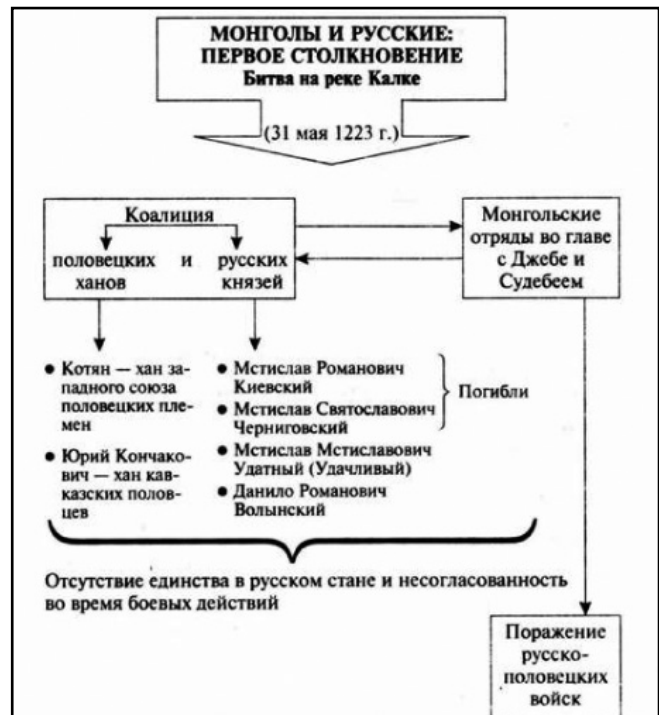 МОНГОЛЫ И РУССКИЕ:
ПЕРВОЕ СТОЛКНОВЕНИЕ
Битва на реке Калке
(31 мая 1223 г.)
Коалиция
половецких и русских
ханов князей
Монгольские
отряды во главе
с Джебе и
Судебеем
● Котян — хан за-
падного союза
половецких пле-
мен
● Юрий Кончако-
вич — хан кав-
казских полов-
цев
● Мстислав Романович
Киевский
● Мстислав Святославович
Черниговский
● Мстислав Мстиславович
Удатный (Удачливый)
● Данило Романович
Волынский
Погибли
Отсутствие единства в русском стане и несогласованность
во время боевых действий
Поражение
русско-
половецких
войск